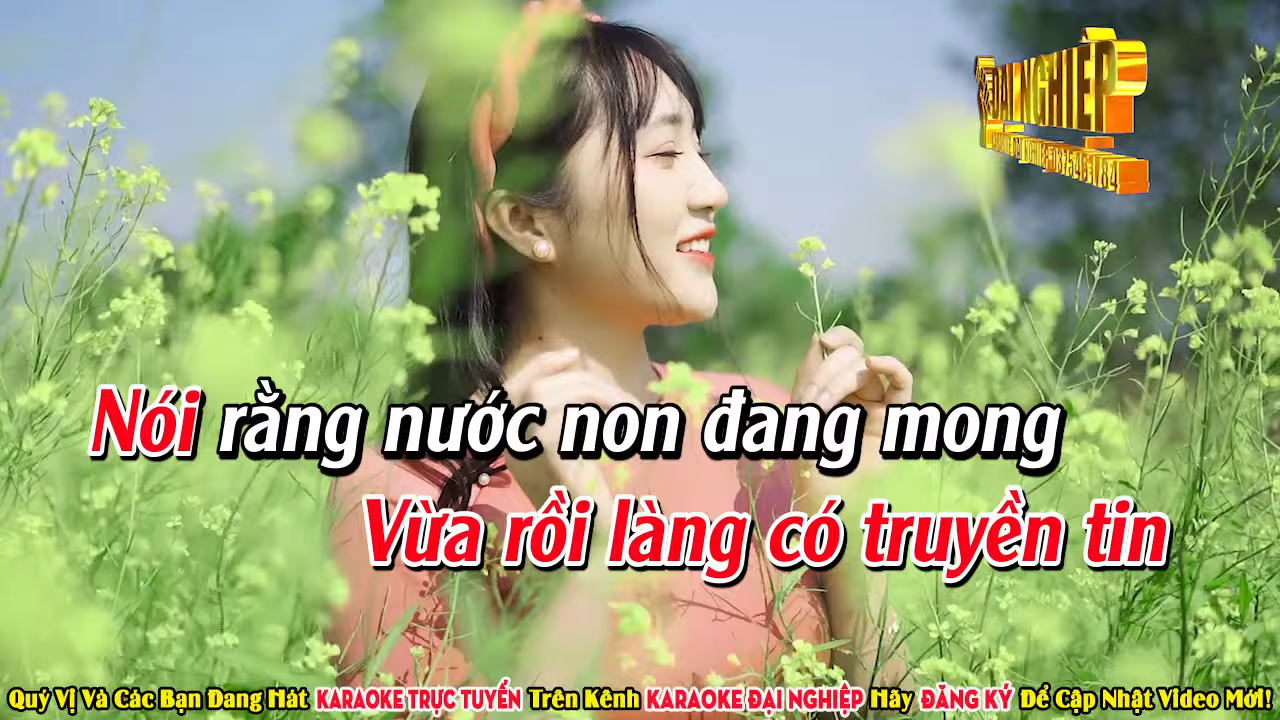 ĐẠI NGHIỆP
Nói rằng nước non đang mong
Vừa rồi làng có truyền tin
Quý Vị Và Các Bạn Đang Hát KARAOKE TRỰC TUYẾN Trên Kênh KARAOKE ĐẠI NGHIỆP Hãy ĐĂNG KÝ Để Cập Nhật Video Mới!